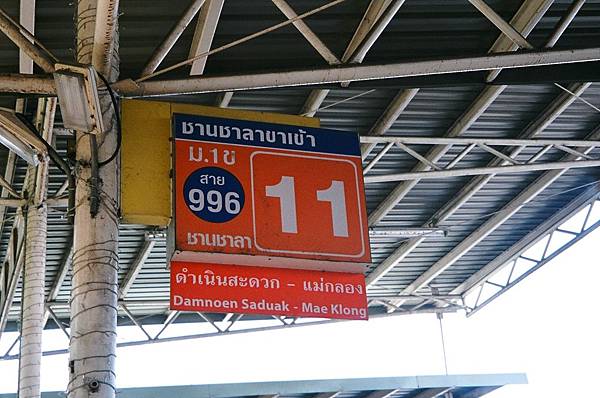 ชานชาลาขาเข้า
ม.1ข
สาย
996
11
ชานชาลา
ดำเนินสะดวก - แม่กลอง
Damnoen Saduak - Mae Klong